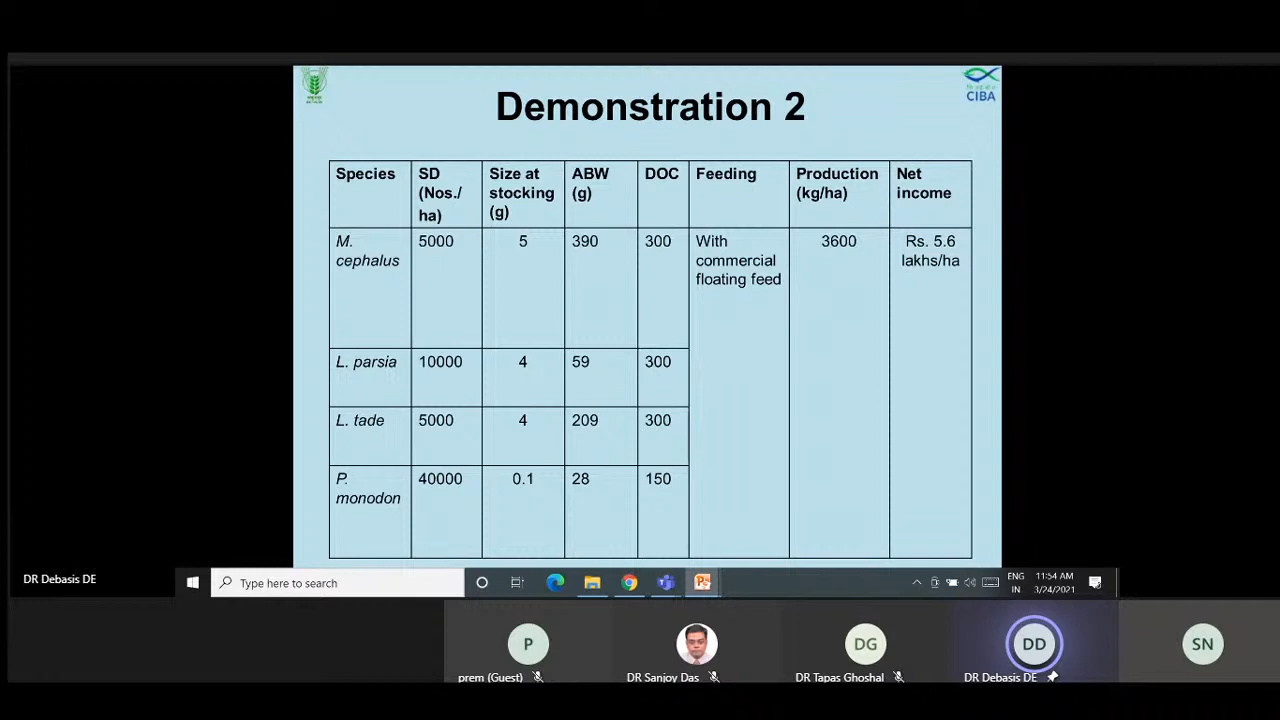 CIBA
Demonstration 2
Species
SD
(Nos./
ha)
Size at
stocking
(g)
ABW
(g)
DOC
Feeding
Production
(kg/ha)
Net
income
M.
cephalus
5000
5
390
300
With
commercial
floating feed
3600
Rs. 5.6
lakhs/ha
L. parsia
10000
4
59
300
L. tade
5000
4
209
300
P.
monodon
40000
0.1
28
150
DR Debasis DE
Type here to search
ENG
IN
11:54 AM
3/24/2021
P
DG
DD
SN
prem (Guest)
DR Sanjoy Das
DR Tapas Ghoshal
DR Debasis DE